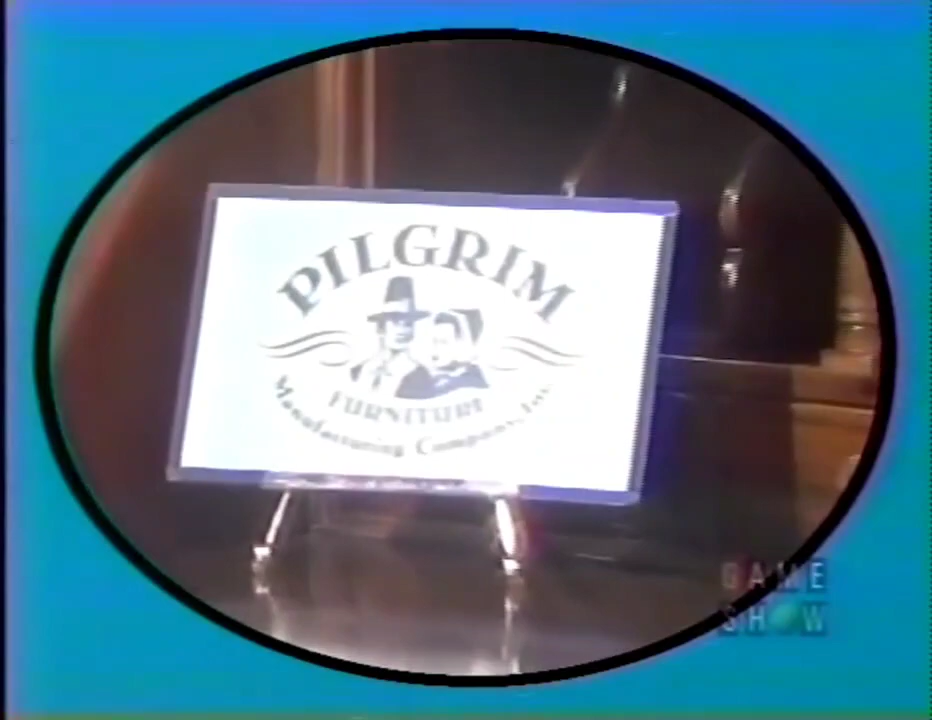 PILGRIM
FURNITURE
Manufacturing Company, Inc.
GAME
SHOW